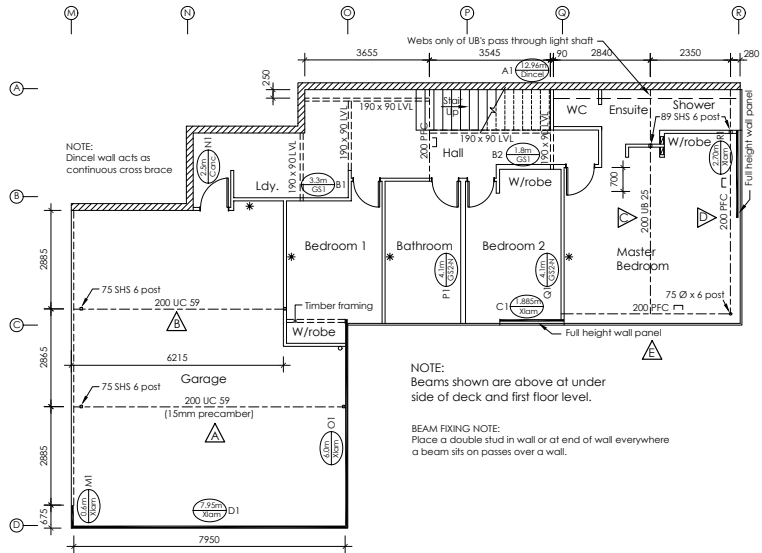 M
N
O
P
Q
R
Webs only of UB's pass through light shaft
3655
3545
90
2840
2350
280
A
250
A1
12.96m
Dincel
Stair
Up
WC
Ensuite
Shower
89 SHS 6 post
190 x 90 LVL
190 x 90 LVL
NOTE:
Dincel wall acts as
continuous cross brace
N1
2.5m
Conc.
190 x 90 LVL
190 x 90 LVL
200 PFC
Hall
B2
1.8m
GS1
190 x 90 LVL
W/robe
R1
2.70m
Xlam
Full height wall panel
Ldy.
3.3m
GS1
B1
W/robe
700
B
200 UB 25
C
200 PFC
D
2885
Bedroom 1
Bathroom
Bedroom 2
Master
Bedroom
4.1m
GS2-N
P1
4.1m
GS2-N
Q1
75 SHS 6 post
200 UC 59
B
Timber framing
C1
1.885m
Xlam
75 Ø x 6 post
200 PFC
C
W/robe
Full height wall panel
E
2865
6215
Garage
75 SHS 6 post
200 UC 59
(15mm precamber)
A
NOTE:
Beams shown are above at under
side of deck and first floor level.
BEAM FIXING NOTE:
Place a double stud in wall or at end of wall everywhere
a beam sits on passes over a wall.
O1
6.0m
Xlam
2885
M1
0.6m
Xlam
7.95m
Xlam
D1
675
D
7950